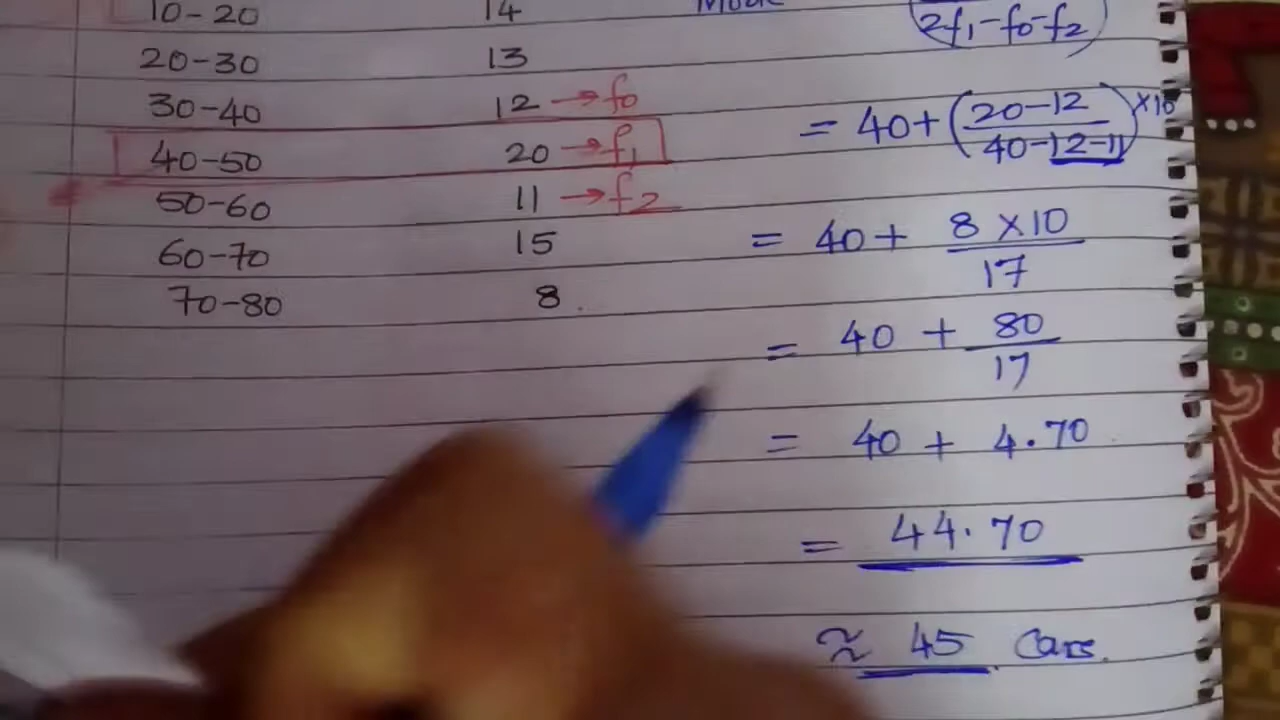 10-20 14 Mode
20-30 13 2f₁-f₀-f₂
30-40 12 → f₀
40-50 20 → f₁
50-60 11 → f₂
60-70 15
70-80 8.
= 40+(20-12/40-12-11)×10
= 40+ 8×10/17
= 40 + 80/17
= 40 + 4.70
= 44.70
≈ 45 Cars.